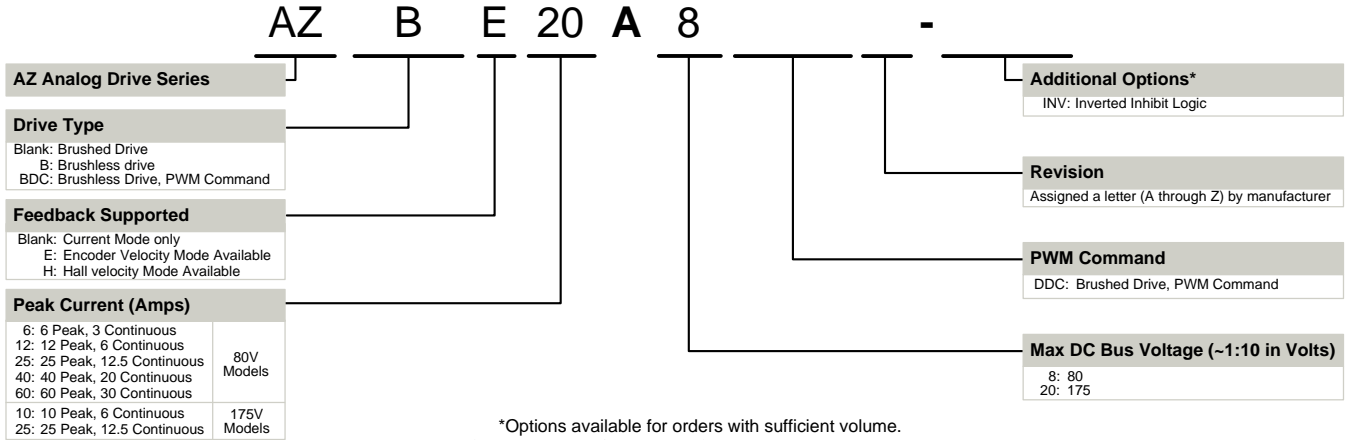 AZ B E 20 A 8 -
AZ Analog Drive Series
Drive Type
Blank: Brushed Drive
B: Brushless drive
BDC: Brushless Drive, PWM Command
Feedback Supported
Blank: Current Mode only
E: Encoder Velocity Mode Available
H: Hall velocity Mode Available
Peak Current (Amps)
6: 6 Peak, 3 Continuous
12: 12 Peak, 6 Continuous
25: 25 Peak, 12.5 Continuous
40: 40 Peak, 20 Continuous
60: 60 Peak, 30 Continuous
80V
Models
10: 10 Peak, 6 Continuous
25: 25 Peak, 12.5 Continuous
175V
Models
Additional Options*
INV: Inverted Inhibit Logic
Revision
Assigned a letter (A through Z) by manufacturer
PWM Command
DDC: Brushed Drive, PWM Command
Max DC Bus Voltage (~1:10 in Volts)
8: 80
20: 175
*Options available for orders with sufficient volume.